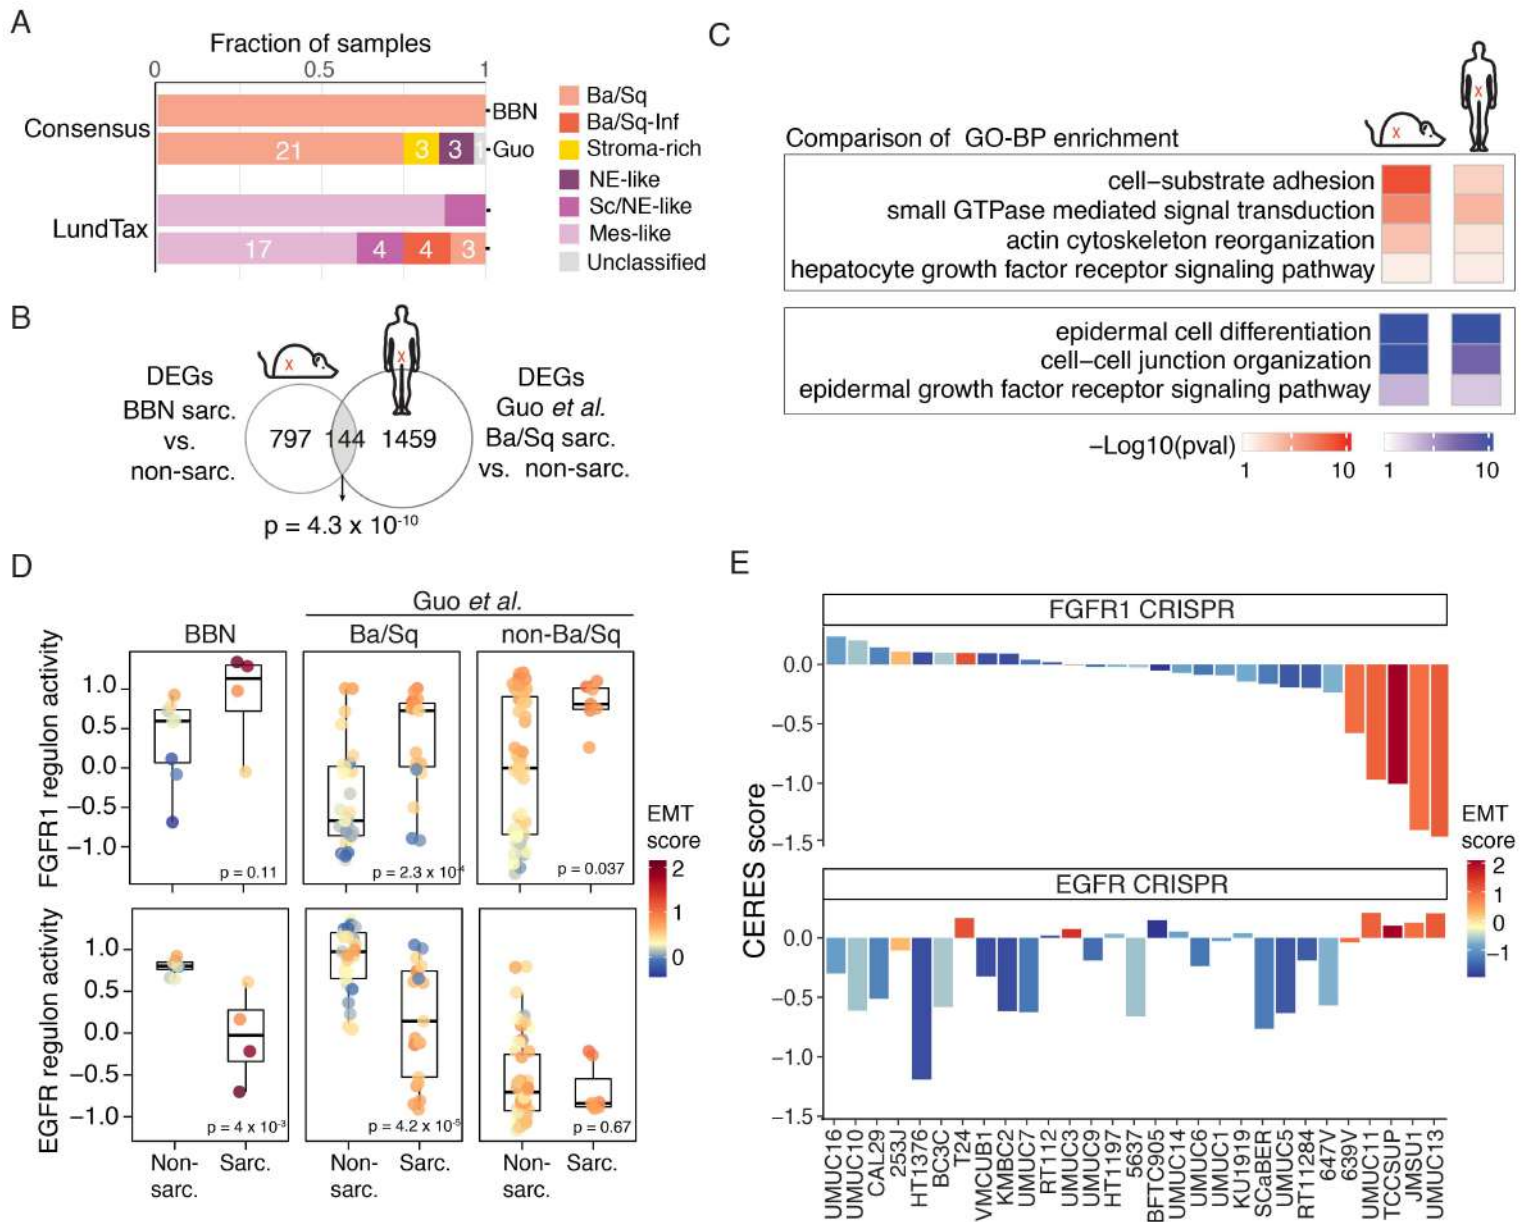 A
Fraction of samples
0 0.5 1
Consensus
BBN
21 3 3 1 Guo
LundTax
17 4 4 3
Ba/Sq
Ba/Sq-Inf
Stroma-rich
NE-like
Sc/NE-like
Mes-like
Unclassified
B
DEGs
BBN sarc.
vs.
non-sarc.
X
X
797 144 1459
DEGs
Guo et al.
Ba/Sq sarc.
vs. non-sarc.
p = 4.3 x 10-10
C
Comparison of GO-BP enrichment
X
X
cell-substrate adhesion
small GTPase mediated signal transduction
actin cytoskeleton reorganization
hepatocyte growth factor receptor signaling pathway
epidermal cell differentiation
cell-cell junction organization
epidermal growth factor receptor signaling pathway
-Log10(pval)
1 10 1 10
D
Guo et al.
BBN Ba/Sq non-Ba/Sq
FGFR1 regulon activity
1.0
0.5
0.0
-0.5
-1.0
p = 0.11 p = 2.3 x 10-4 p = 0.037
EMT
score
2
1
0
EGFR regulon activity
1.0
0.5
0.0
-0.5
-1.0
p = 4 x 10-3 p = 4.2 x 10-5 p = 0.67
Non-sarc. Sarc. Non-sarc. Sarc. Non-sarc. Sarc.
E
FGFR1 CRISPR
0.0
-0.5
-1.0
-1.5
CERES score
EGFR CRISPR
0.0
-0.5
-1.0
-1.5
EMT
score
2
1
0
-1
UMUC16
UMUC10
CAL29
253J
HT1376
BC3C
T24
VMCUB1
KMBC2
UMUC7
RT112
UMUC3
UMUC9
HT1197
5637
BFTC905
UMUC14
UMUC6
UMUC1
KU1919
SCaBER
UMUC5
RT11284
647V
639V
UMUC11
TCCSUP
JMSU1
UMUC13